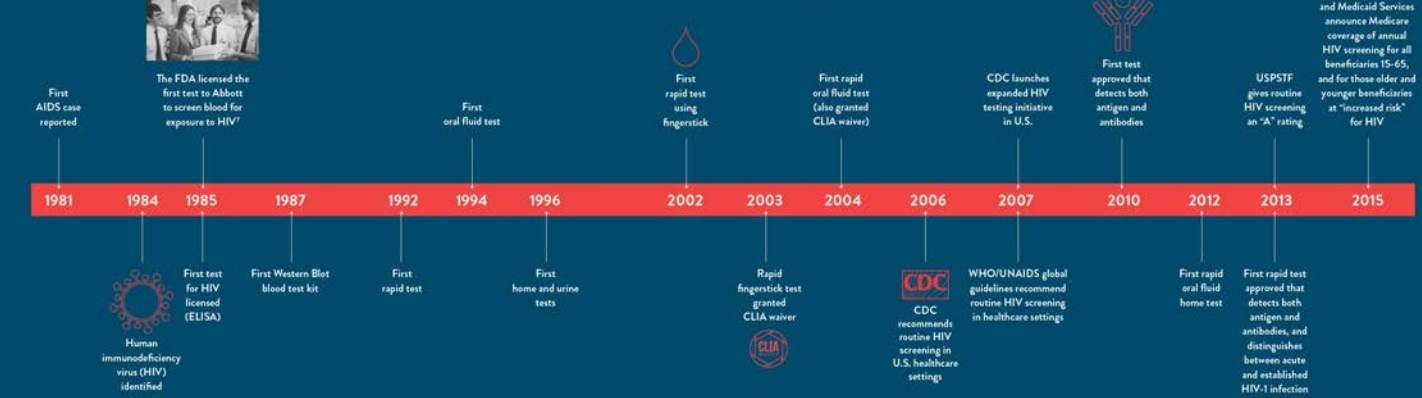 First
AIDS case
reported
The FDA licensed the
first test to Abbott
to screen blood for
exposure to HIV⁷
First
oral fluid test
First
rapid test
using
fingerstick
First rapid
oral fluid test
(also granted
CLIA waiver)
CDC launches
expanded HIV
testing initiative
in U.S.
First test
approved that
detects both
antigen and
antibodies
USPSTF
gives routine
HIV screening
an "A" rating
and Medicaid Services
announce Medicare
coverage of annual
HIV screening for all
beneficiaries 15-65,
and for those older and
younger beneficiaries
at "increased risk"
for HIV
1981 1984 1985 1987 1992 1994 1996 2002 2003 2004 2006 2007 2010 2012 2013 2015
Human
immunodeficiency
virus (HIV)
identified
First test
for HIV
licensed
(ELISA)
First Western Blot
blood test kit
First
rapid test
First
home and urine
tests
Rapid
fingerstick test
granted
CLIA waiver
CLIA
CDC
CDC
recommends
routine HIV
screening in
U.S. healthcare
settings
WHO/UNAIDS global
guidelines recommend
routine HIV screening
in healthcare settings
First rapid
oral fluid
home test
First rapid test
approved that
detects both
antigen and
antibodies, and
distinguishes
between acute
and established
HIV-1 infection